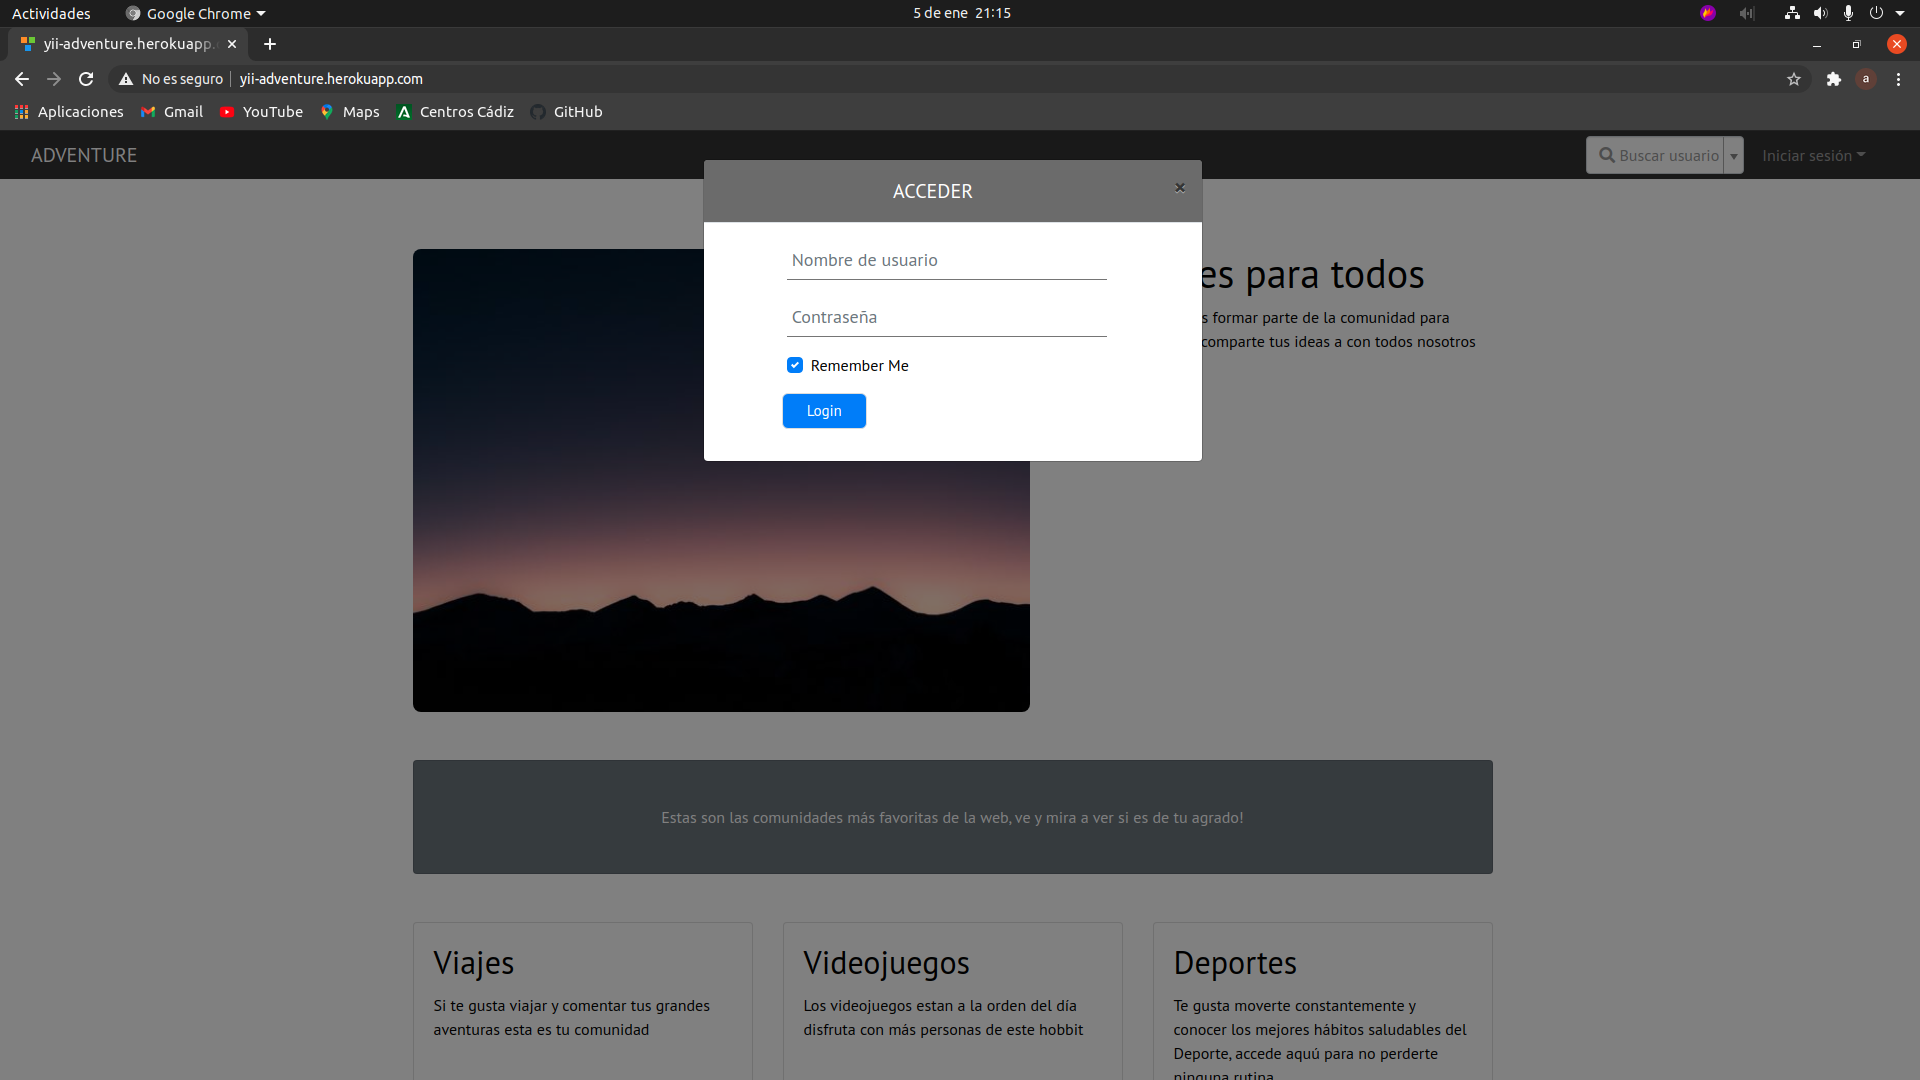 Actividades
Google Chrome
5 de ene 21:15
yii-adventure.herokuapp.
No es seguro
yii-adventure.herokuapp.com
a
Aplicaciones
Gmail
YouTube
Maps
Centros Cádiz
GitHub
ADVENTURE
Buscar usuario
Iniciar sesión
ACCEDER
×
Nombre de usuario
Contraseña
Remember Me
Login
es para todos
s formar parte de la comunidad para
comparte tus ideas a con todos nosotros
Estas son las comunidades más favoritas de la web, ve y mira a ver si es de tu agrado!
Viajes
Si te gusta viajar y comentar tus grandes
aventuras esta es tu comunidad
Videojuegos
Los videojuegos estan a la orden del día
disfruta con más personas de este hobbit
Deportes
Te gusta moverte constantemente y
conocer los mejores hábitos saludables del
Deporte, accede aquú para no perderte
ninguna rutina